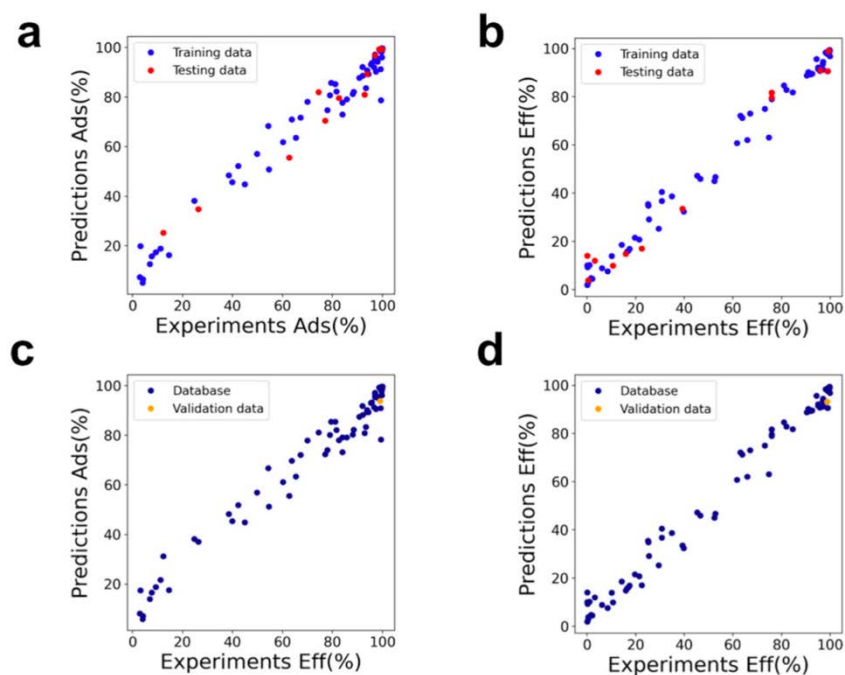 a
100
80
60
40
20
Predictions Ads(%)
Training data
Testing data
0 20 40 60 80 100
Experiments Ads(%)
b
100
80
60
40
20
0
Predictions Eff(%)
Training data
Testing data
0 20 40 60 80 100
Experiments Eff(%)
c
100
80
60
40
20
Predictions Ads(%)
Database
Validation data
0 20 40 60 80 100
Experiments Eff(%)
d
100
80
60
40
20
0
Predictions Eff(%)
Database
Validation data
0 20 40 60 80 100
Experiments Eff(%)